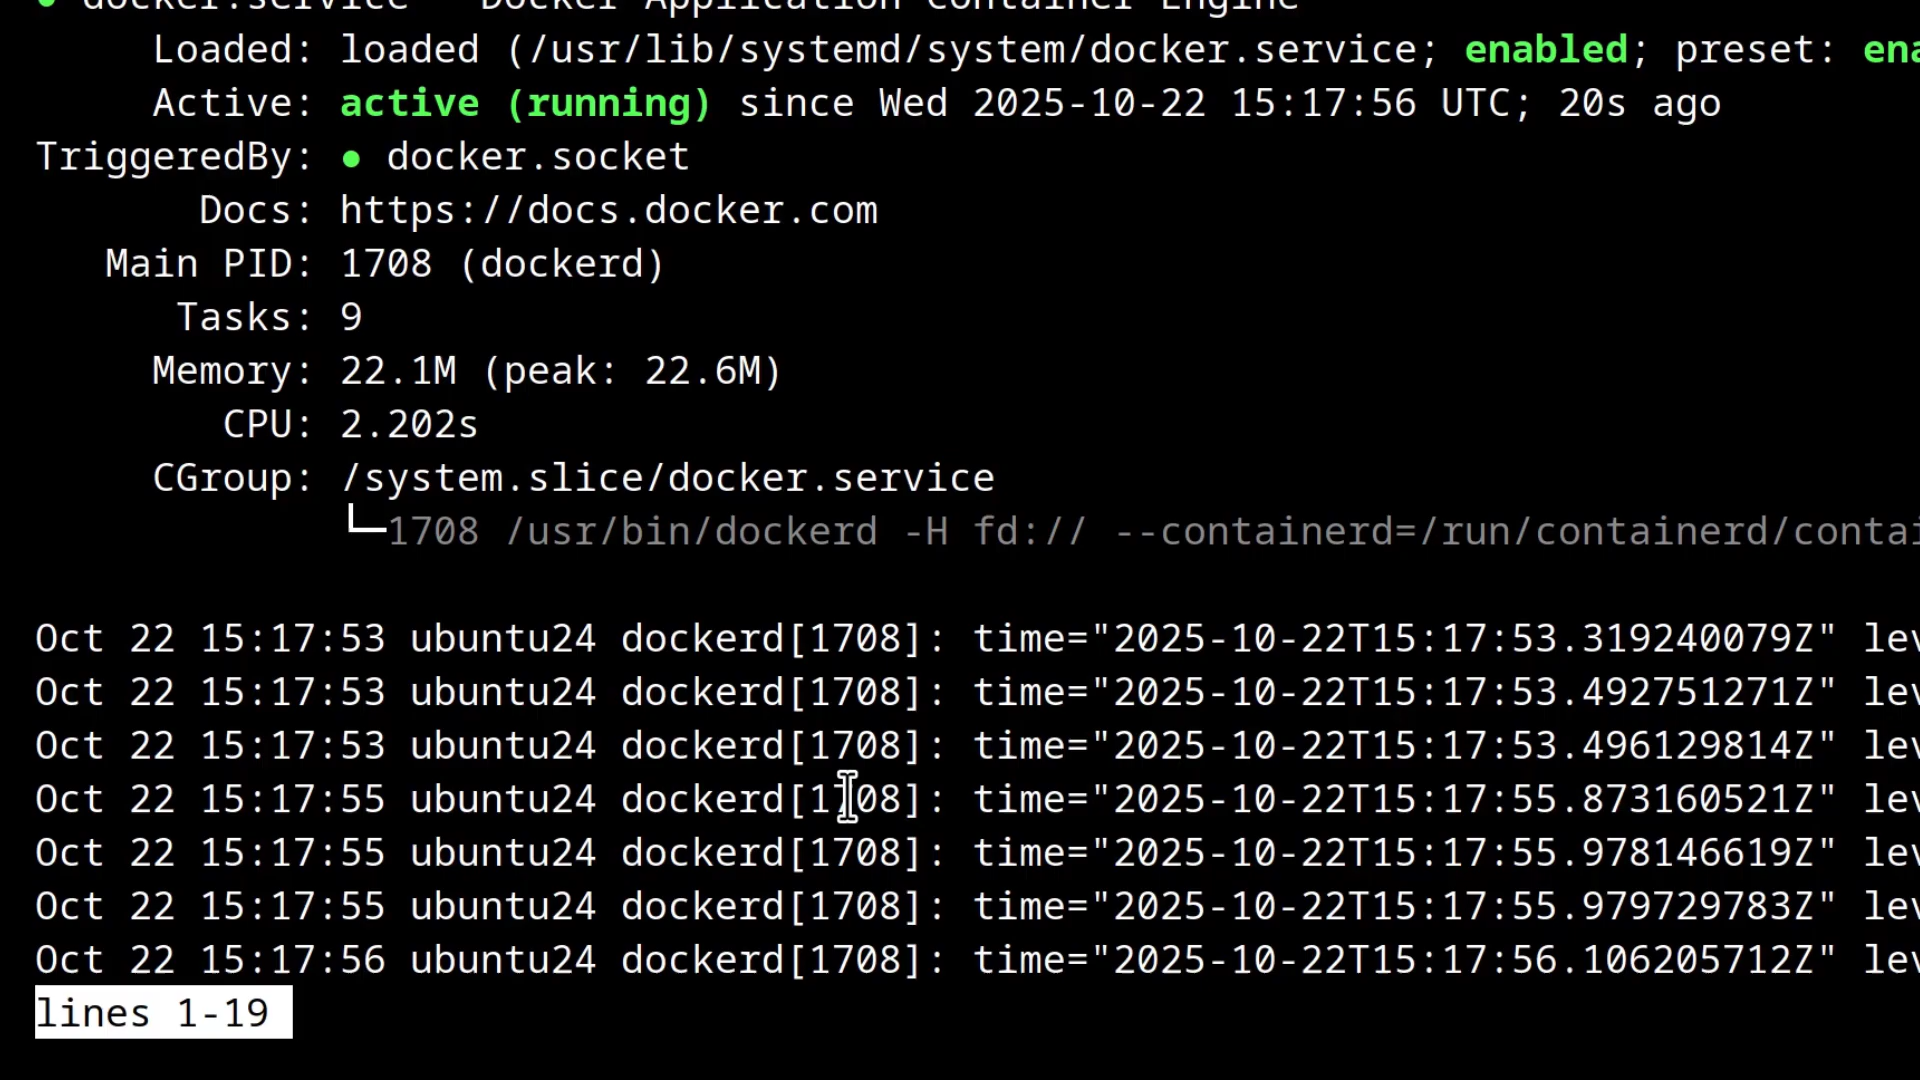 ● docker.service - Docker Application Container Engine
Loaded: loaded (/usr/lib/systemd/system/docker.service; enabled; preset: ena
Active: active (running) since Wed 2025-10-22 15:17:56 UTC; 20s ago
TriggeredBy: ● docker.socket
Docs: https://docs.docker.com
Main PID: 1708 (dockerd)
Tasks: 9
Memory: 22.1M (peak: 22.6M)
CPU: 2.202s
CGroup: /system.slice/docker.service
└─1708 /usr/bin/dockerd -H fd:// --containerd=/run/containerd/contai
Oct 22 15:17:53 ubuntu24 dockerd[1708]: time="2025-10-22T15:17:53.319240079Z" lev
Oct 22 15:17:53 ubuntu24 dockerd[1708]: time="2025-10-22T15:17:53.492751271Z" lev
Oct 22 15:17:53 ubuntu24 dockerd[1708]: time="2025-10-22T15:17:53.496129814Z" lev
Oct 22 15:17:55 ubuntu24 dockerd[1708]: time="2025-10-22T15:17:55.873160521Z" lev
Oct 22 15:17:55 ubuntu24 dockerd[1708]: time="2025-10-22T15:17:55.978146619Z" lev
Oct 22 15:17:55 ubuntu24 dockerd[1708]: time="2025-10-22T15:17:55.979729783Z" lev
Oct 22 15:17:56 ubuntu24 dockerd[1708]: time="2025-10-22T15:17:56.106205712Z" lev
lines 1-19